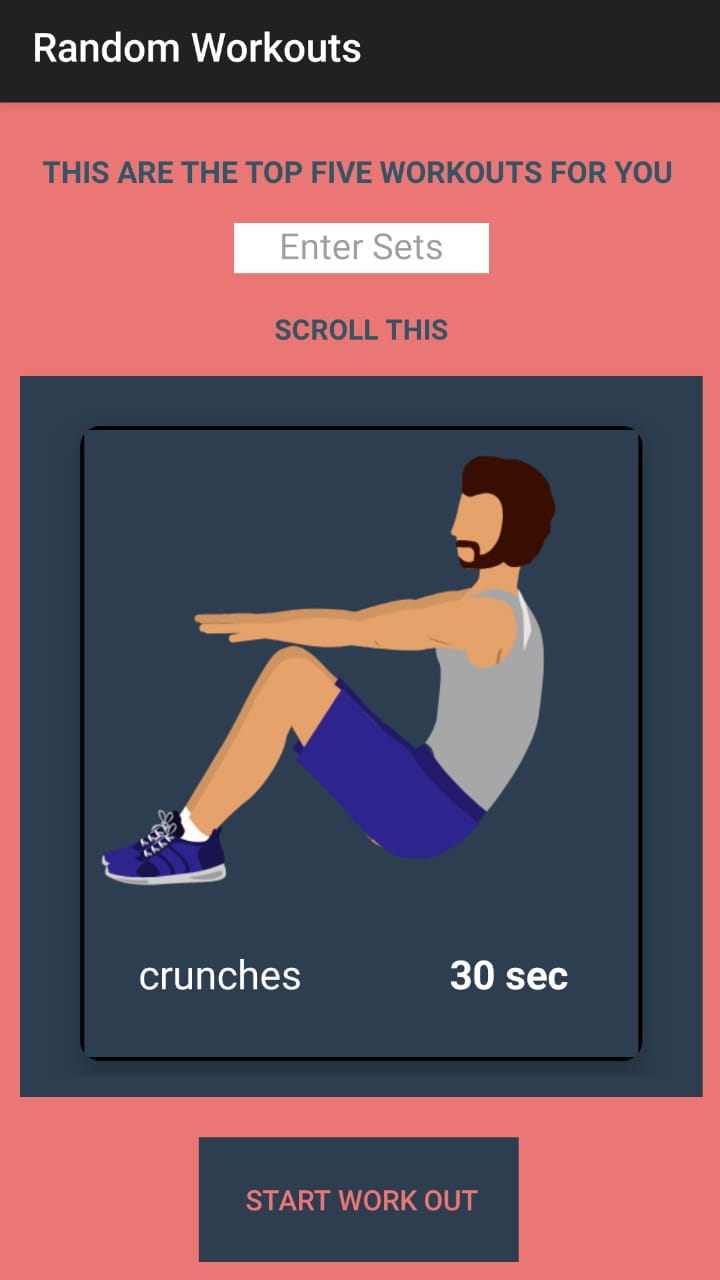 Random Workouts
THIS ARE THE TOP FIVE WORKOUTS FOR YOU
Enter Sets
SCROLL THIS
crunches 30 sec
START WORK OUT